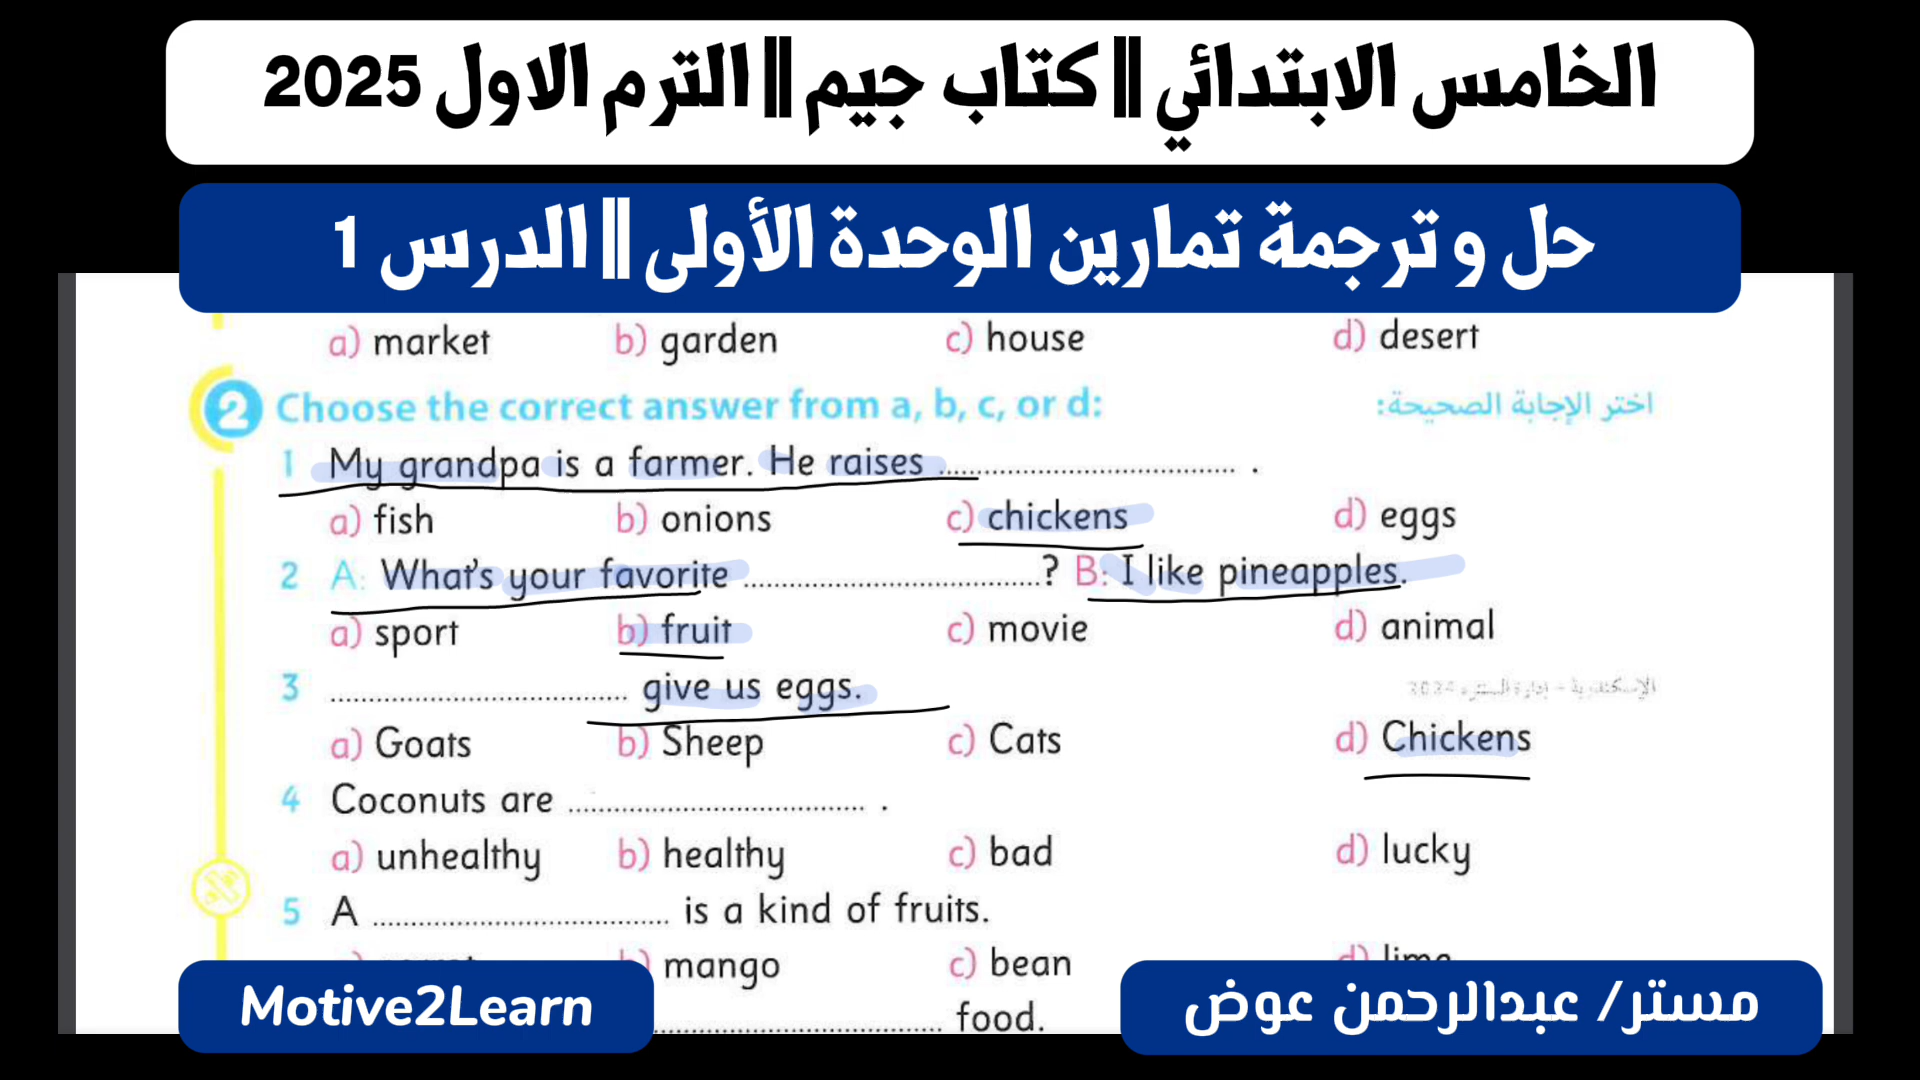 الخامس الابتدائي || كتاب جيم || الترم الاول 2025
حل و ترجمة تمارين الوحدة الأولى || الدرس 1
a) market b) garden c) house d) desert
2 Choose the correct answer from a, b, c, or d: اختر الإجابة الصحيحة:
1 My grandpa is a farmer. He raises .................................... .
a) fish b) onions c) chickens d) eggs
2 A: What's your favorite ....................................? B: I like pineapples.
a) sport b) fruit c) movie d) animal
3 .................................... give us eggs. الإسكندرية - إدارة المنتزه 2024
a) Goats b) Sheep c) Cats d) Chickens
4 Coconuts are .................................... .
a) unhealthy b) healthy c) bad d) lucky
5 A .................................... is a kind of fruits.
mango c) bean d) lime
.................................... food.
Motive2Learn
مستر/ عبدالرحمن عوض